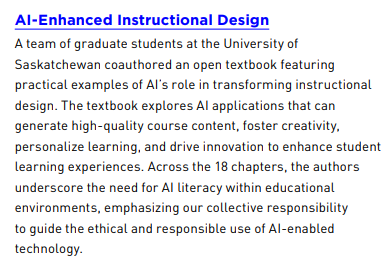 AI-Enhanced Instructional Design
A team of graduate students at the University of
Saskatchewan coauthored an open textbook featuring
practical examples of AI’s role in transforming instructional
design. The textbook explores AI applications that can
generate high-quality course content, foster creativity,
personalize learning, and drive innovation to enhance student
learning experiences. Across the 18 chapters, the authors
underscore the need for AI literacy within educational
environments, emphasizing our collective responsibility
to guide the ethical and responsible use of AI-enabled
technology.